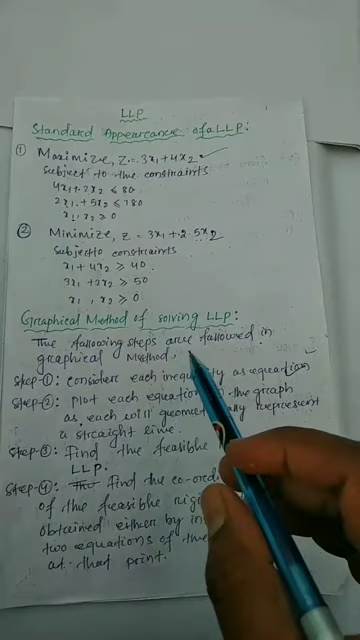 LLP
Standard Appearance of a LLP:
① Maximize, Z = 3x₁ + 4x₂
Subject to the constraints
4x₁ + 2x₂ ≤ 80
2x₁ + 5x₂ ≤ 180
x₁, x₂ ≥ 0
② Minimize, Z = 3x₁ + 2.5x₂
Subject to constraints
x₁ + 4x₂ ≥ 40
3x₁ + 2x₂ ≥ 50
x₁, x₂ ≥ 0
Graphical Method of solving LLP:
The following steps are followed in
graphical Method.
Step-①: consider each inequality as equation
Step-②: Plot each equation the graph
as each will geometrically represent
a straight line.
Step-③: Find the feasible
LLP.
Step-④: find the
of the feasible
obtained either by
two equations of the
at that print.